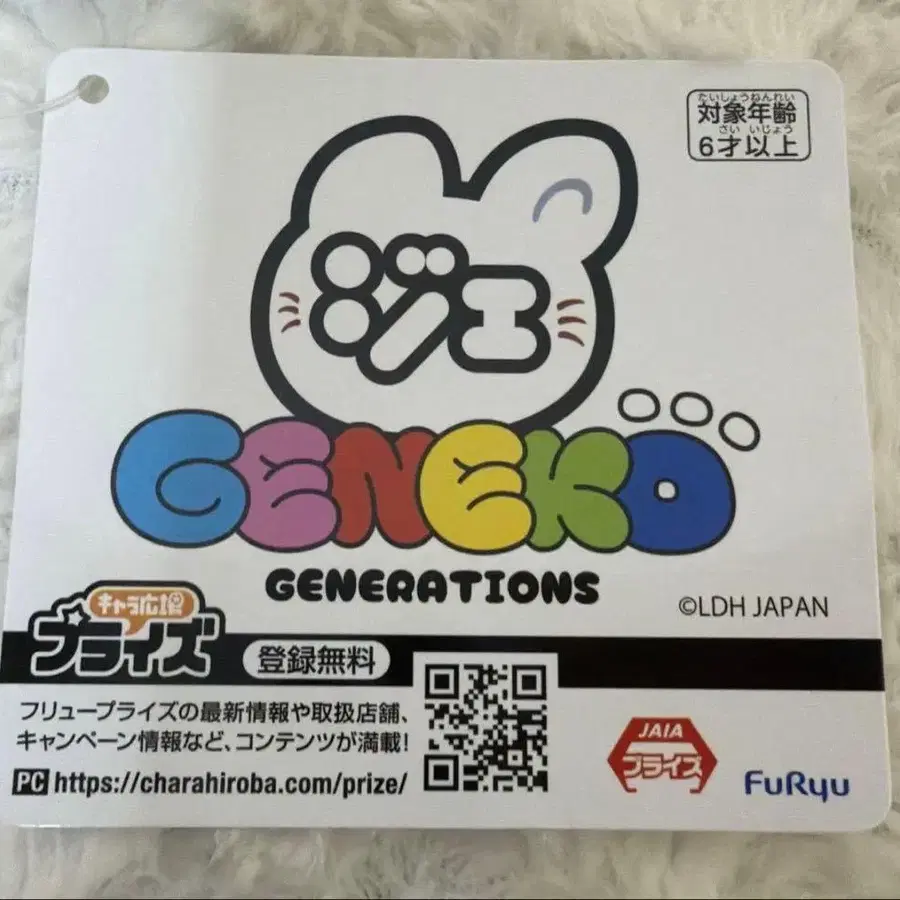 たいしょうねんれい
対象年齢
さい いじょう
6才以上
ジェ
GENEKO
GENERATIONS
©LDH JAPAN
キャラ広場
プライズ
登録無料
フリュープライズの最新情報や取扱店舗、
キャンペーン情報など、コンテンツが満載!
PC https://charahiroba.com/prize/
JAIA
プライズ
FuRyu